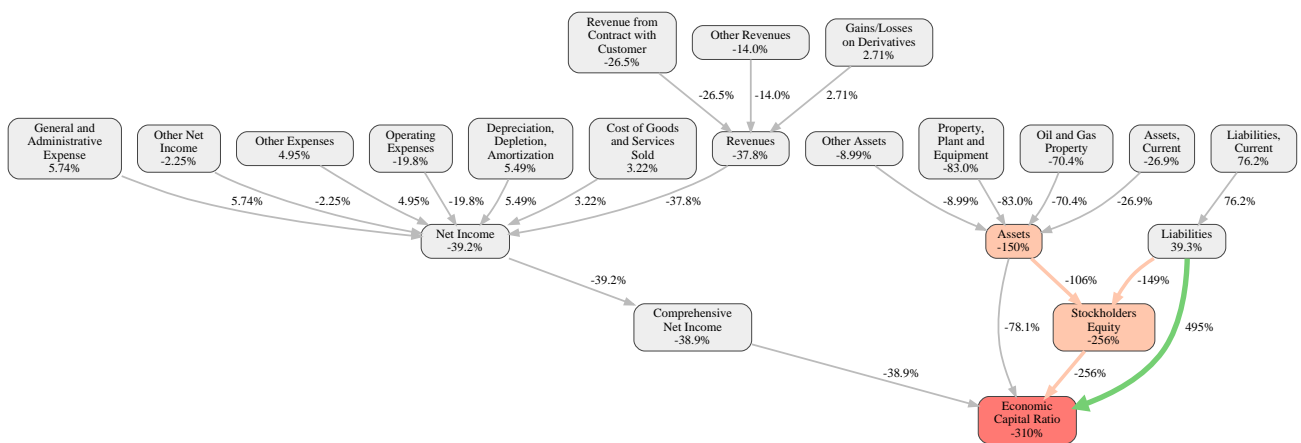 Revenue from
Contract with
Customer
-26.5%
Other Revenues
-14.0%
Gains/Losses
on Derivatives
2.71%
-26.5%
-14.0%
2.71%
General and
Administrative
Expense
5.74%
Other Net
Income
-2.25%
Other Expenses
4.95%
Operating
Expenses
-19.8%
Depreciation,
Depletion,
Amortization
5.49%
Cost of Goods
and Services
Sold
3.22%
Revenues
-37.8%
Other Assets
-8.99%
Property,
Plant and
Equipment
-83.0%
Oil and Gas
Property
-70.4%
Assets,
Current
-26.9%
Liabilities,
Current
76.2%
5.74%
-2.25%
4.95%
-19.8%
5.49%
3.22%
-37.8%
-8.99%
-83.0%
-70.4%
-26.9%
76.2%
Net Income
-39.2%
Assets
-150%
Liabilities
39.3%
-39.2%
-106%
-149%
Comprehensive
Net Income
-38.9%
-78.1%
Stockholders
Equity
-256%
495%
-38.9%
-256%
Economic
Capital Ratio
-310%